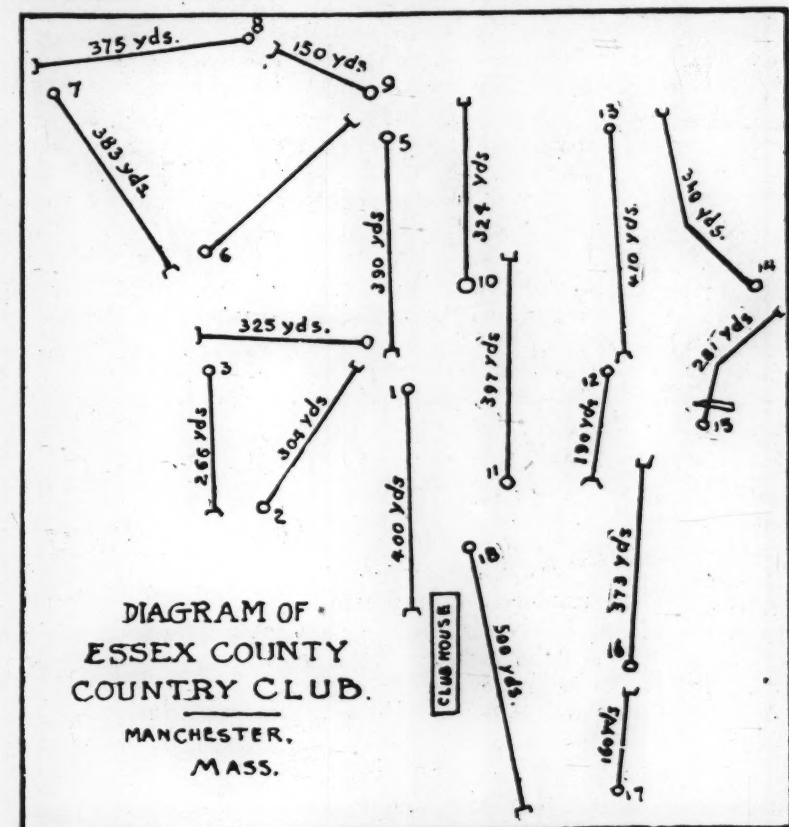 8
375 yds.
150 yds.
9
7
383 yds.
6
5
390 yds
324 yds
10
13
410 yds.
340 yds.
14
325 yds.
3
266 yds
304 yds
2
1
400 yds
397 yds
11
12
190 yds
281 yds
15
18
500 yds.
373 yds
16
160 yds
17
CLUB HOUSE
DIAGRAM OF
ESSEX COUNTY
COUNTRY CLUB.
MANCHESTER,
MASS.